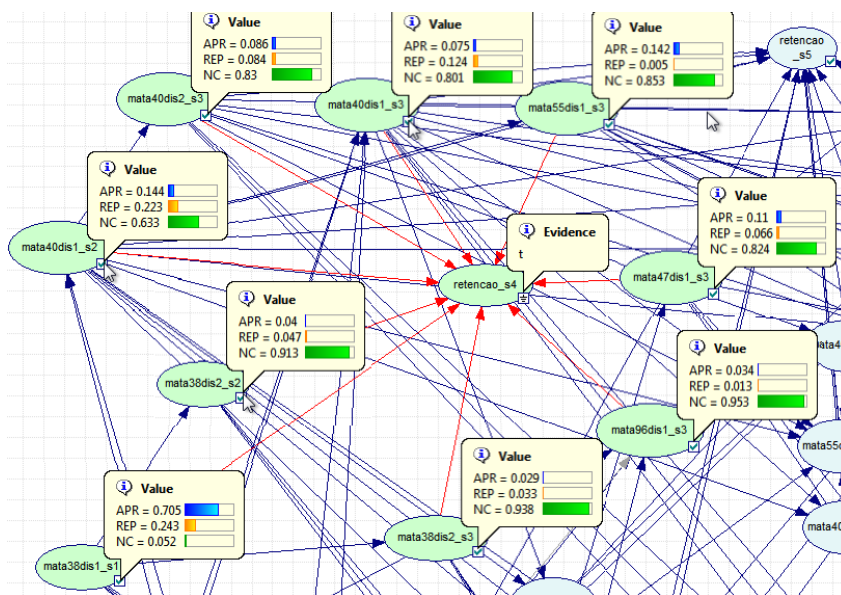 Value
APR = 0.086
REP = 0.084
NC = 0.83
Value
APR = 0.075
REP = 0.124
NC = 0.801
Value
APR = 0.142
REP = 0.005
NC = 0.853
retencao_s5
mata40dis2_s3
mata40dis1_s3
mata55dis1_s3
Value
APR = 0.144
REP = 0.223
NC = 0.633
Value
APR = 0.11
REP = 0.066
NC = 0.824
mata40dis1_s2
Evidence
t
retencao_s4
mata47dis1_s3
Value
APR = 0.04
REP = 0.047
NC = 0.913
mata38dis2_s2
Value
APR = 0.034
REP = 0.013
NC = 0.953
mata4
mata96dis1_s3
mata55
Value
APR = 0.029
REP = 0.033
NC = 0.938
Value
APR = 0.705
REP = 0.243
NC = 0.052
mata40
mata38dis2_s3
mata38dis1_s1